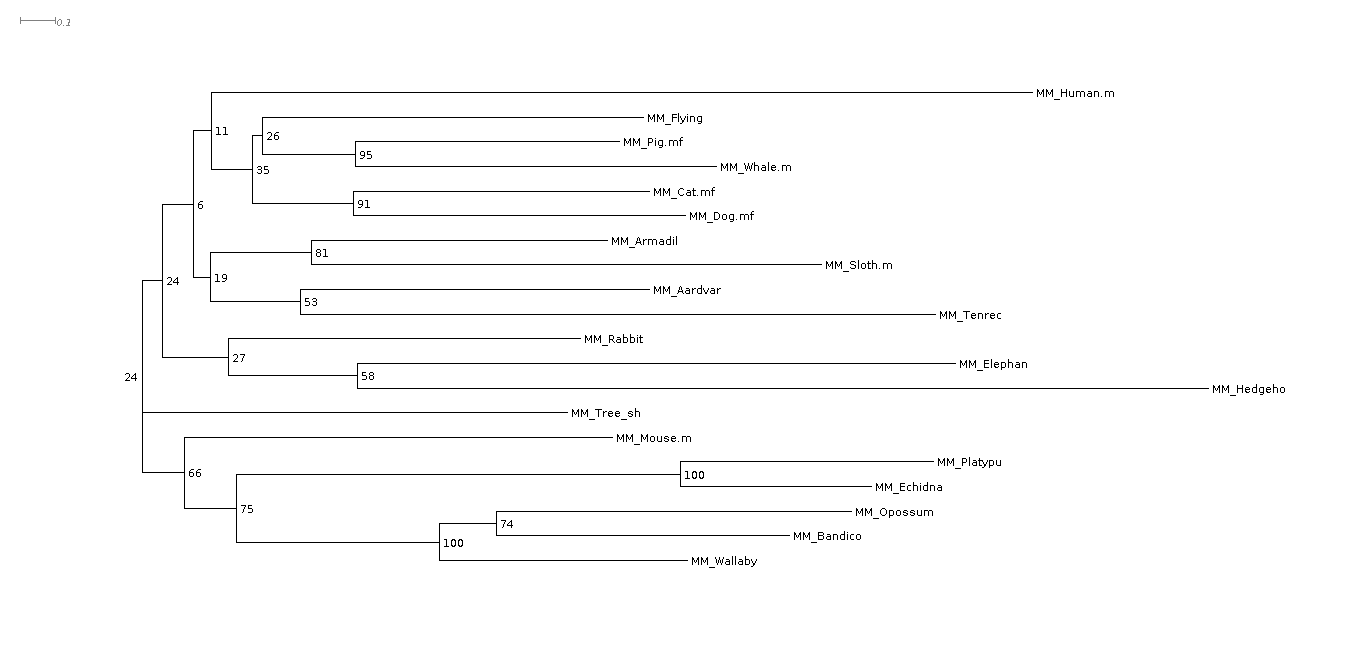 0.1
MM_Human.m
11
MM_Flying
26
MM_Pig.mf
95
MM_Whale.m
35
MM_Cat.mf
91
6
MM_Dog.mf
MM_Armadil
81
MM_Sloth.m
19
24
MM_Aardvar
53
MM_Tenrec
MM_Rabbit
27
MM_Elephan
58
24
MM_Hedgeho
MM_Tree_sh
MM_Mouse.m
66
MM_Platypu
100
MM_Echidna
75
MM_Opossum
74
MM_Bandico
100
MM_Wallaby